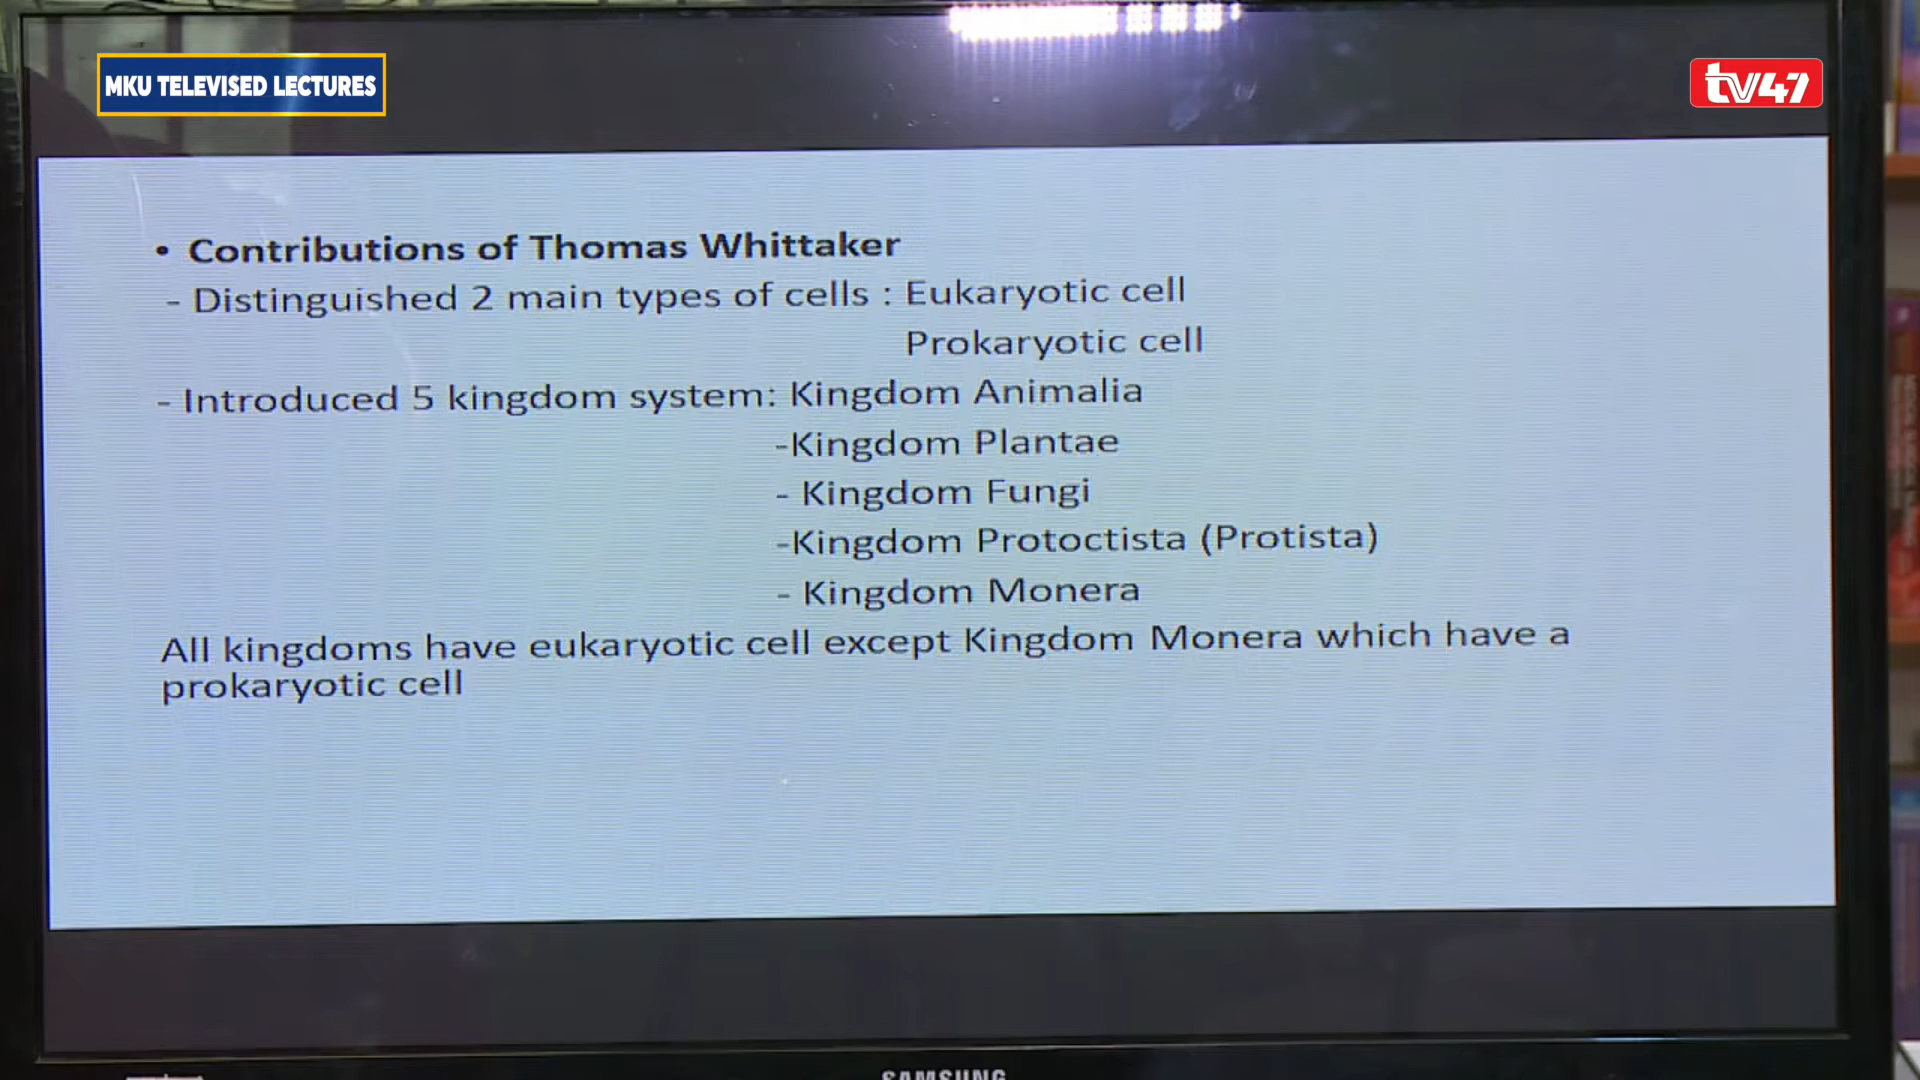 MKU TELEVISED LECTURES
tv47
• Contributions of Thomas Whittaker
- Distinguished 2 main types of cells : Eukaryotic cell
Prokaryotic cell
- Introduced 5 kingdom system: Kingdom Animalia
-Kingdom Plantae
- Kingdom Fungi
-Kingdom Protoctista (Protista)
- Kingdom Monera
All kingdoms have eukaryotic cell except Kingdom Monera which have a
prokaryotic cell
SAMSUNG